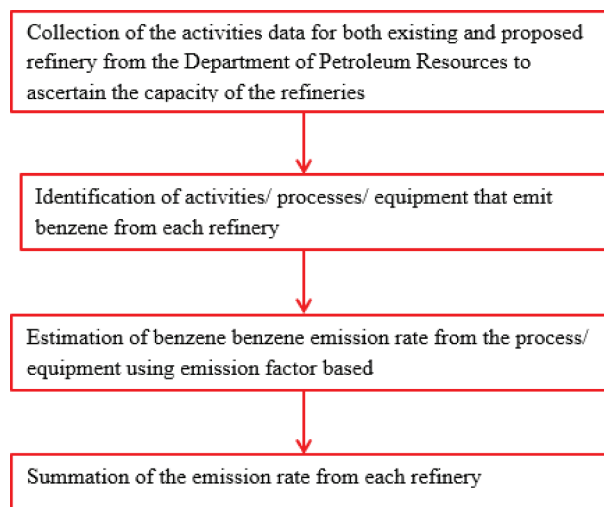 Collection of the activities data for both existing and proposed
refinery from the Department of Petroleum Resources to
ascertain the capacity of the refineries
Identification of activities/ processes/ equipment that emit
benzene from each refinery
Estimation of benzene benzene emission rate from the process/
equipment using emission factor based
Summation of the emission rate from each refinery